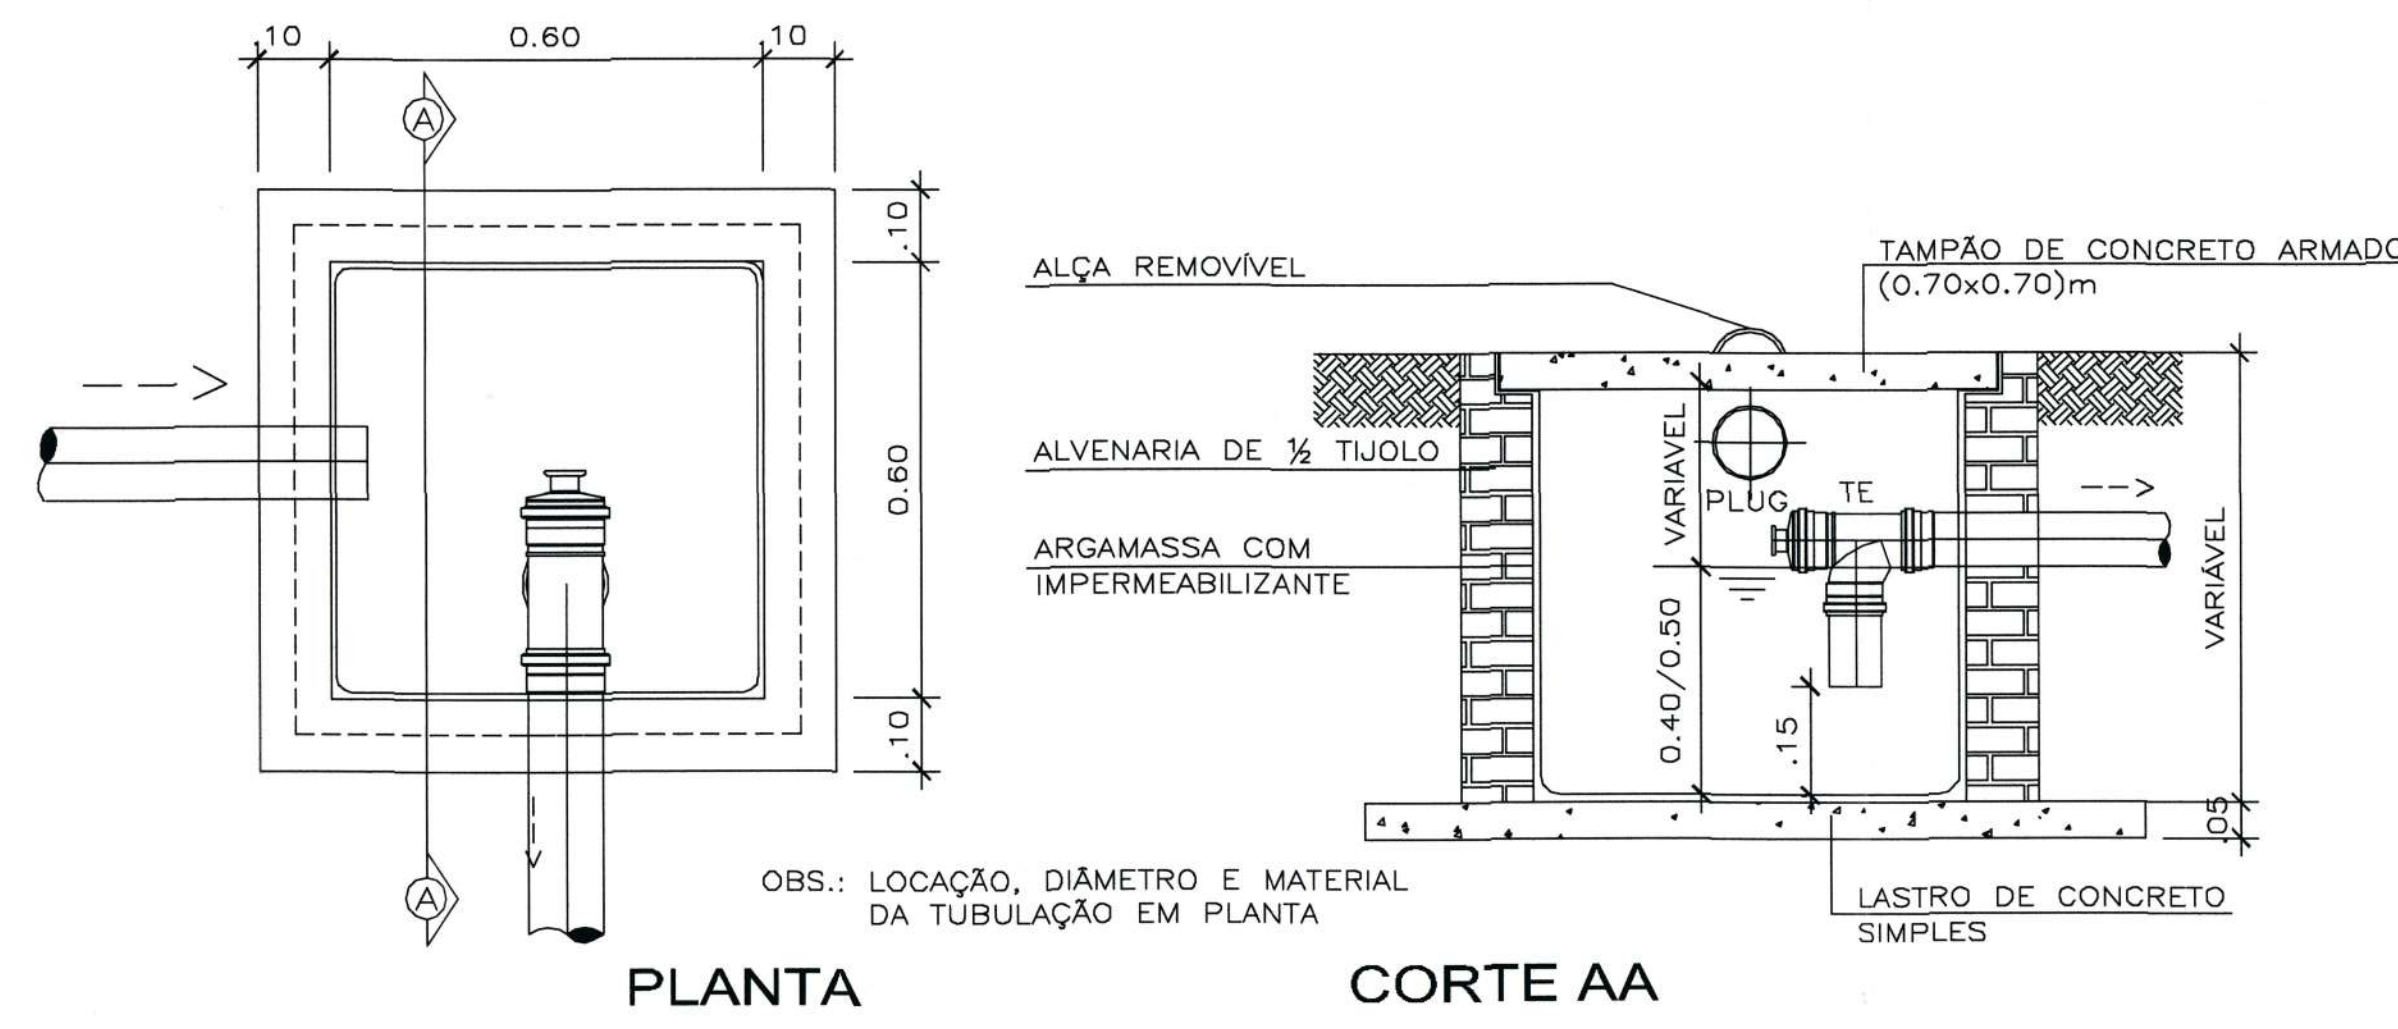 .10
0.60
.10
A
.10
0.60
.10
A
OBS.: LOCAÇÃO, DIÂMETRO E MATERIAL
DA TUBULAÇÃO EM PLANTA
PLANTA
ALÇA REMOVÍVEL
TAMPÃO DE CONCRETO ARMADO
(0.70x0.70)m
ALVENARIA DE ½ TIJOLO
ARGAMASSA COM
IMPERMEABILIZANTE
VARIAVEL
PLUG
TE
0.40/0.50
.15
VARIÁVEL
.05
LASTRO DE CONCRETO
SIMPLES
CORTE AA